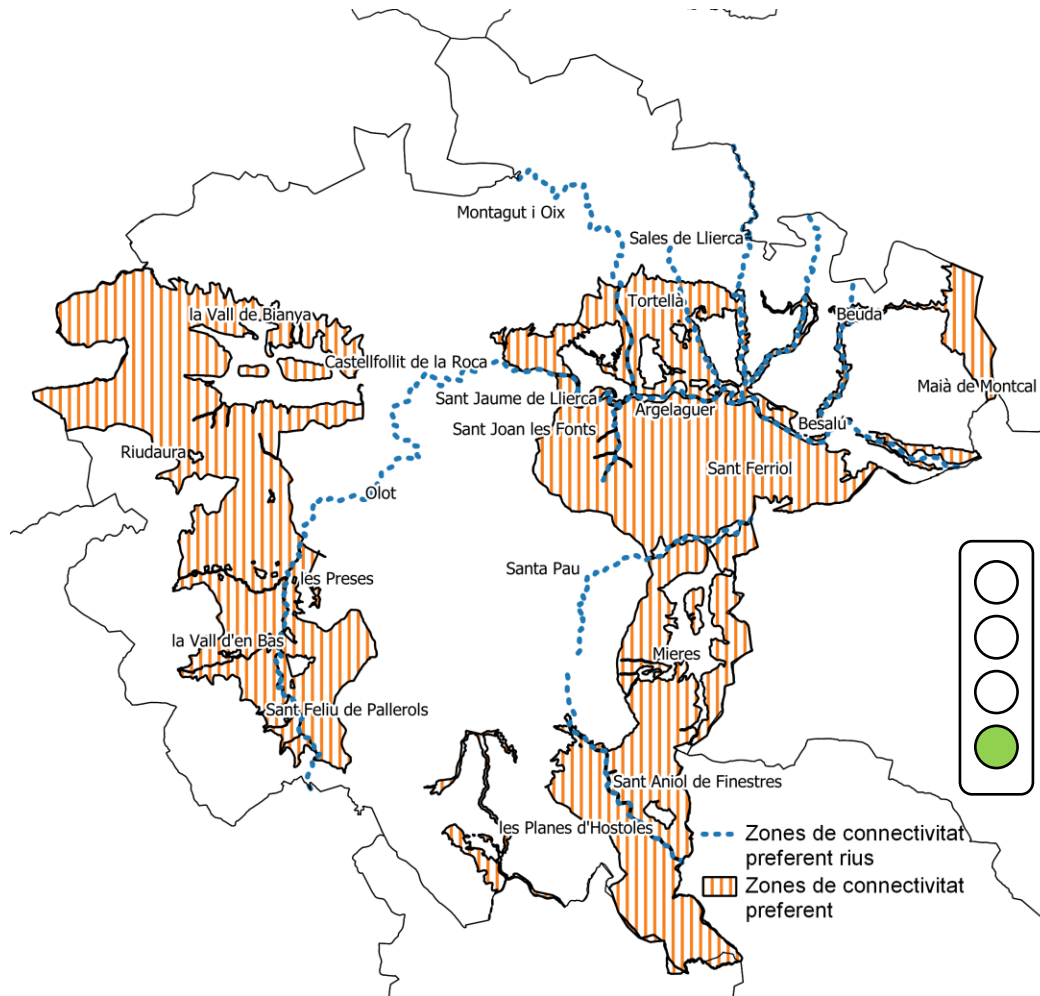 Montagut i Oix
Sales de Llierca
Tortellà
la Vall de Bianya
Beuda
Castellfollit de la Roca
Maià de Montcal
Sant Jaume de Llierca
Argelaguer
Besalú
Sant Joan les Fonts
Riudaura
Sant Ferriol
Olot
Santa Pau
les Preses
la Vall d'en Bas
Mieres
Sant Feliu de Pallerols
Sant Aniol de Finestres
les Planes d'Hostoles
Zones de connectivitat
preferent rius
Zones de connectivitat
preferent